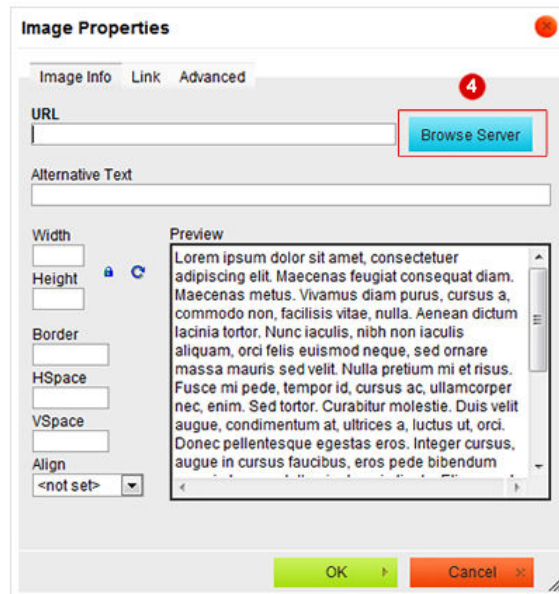 Image Properties
Image Info Link Advanced
4
URL
Browse Server
Alternative Text
Width
Preview
Height
Border
HSpace
VSpace
Align
<not set>
Lorem ipsum dolor sit amet, consectetuer
adipiscing elit. Maecenas feugiat consequat diam.
Maecenas metus. Vivamus diam purus, cursus a,
commodo non, facilisis vitae, nulla. Aenean dictum
lacinia tortor. Nunc iaculis, nibh non iaculis
aliquam, orci felis euismod neque, sed ornare
massa mauris sed velit. Nulla pretium mi et risus.
Fusce mi pede, tempor id, cursus ac, ullamcorper
nec, enim. Sed tortor. Curabitur molestie. Duis velit
augue, condimentum at, ultrices a, luctus ut, orci.
Donec pellentesque egestas eros. Integer cursus,
augue in cursus faucibus, eros pede bibendum
OK
Cancel